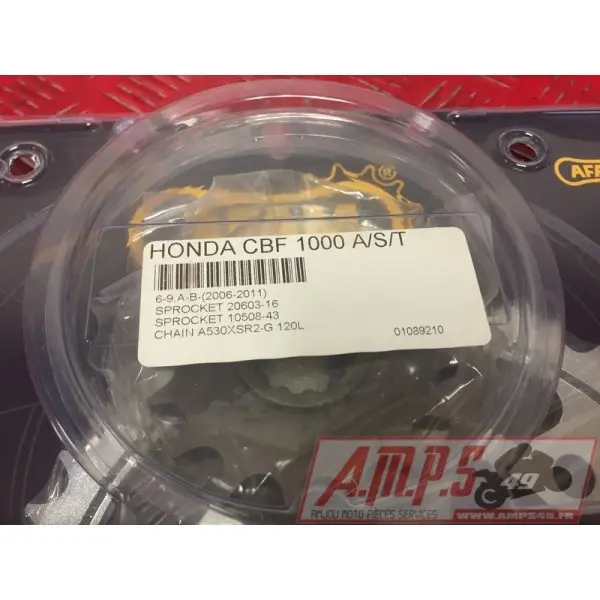 ®
AFA
HONDA CBF 1000 A/S/T
6-9,A-B-(2006-2011)
SPROCKET 20603-16
SPROCKET 10508-43
CHAIN A530XSR2-G 120L
01089210
A.M.P.S 49
ANJOU MOTO PIÈCES SERVICES
WWW.AMPS49.FR